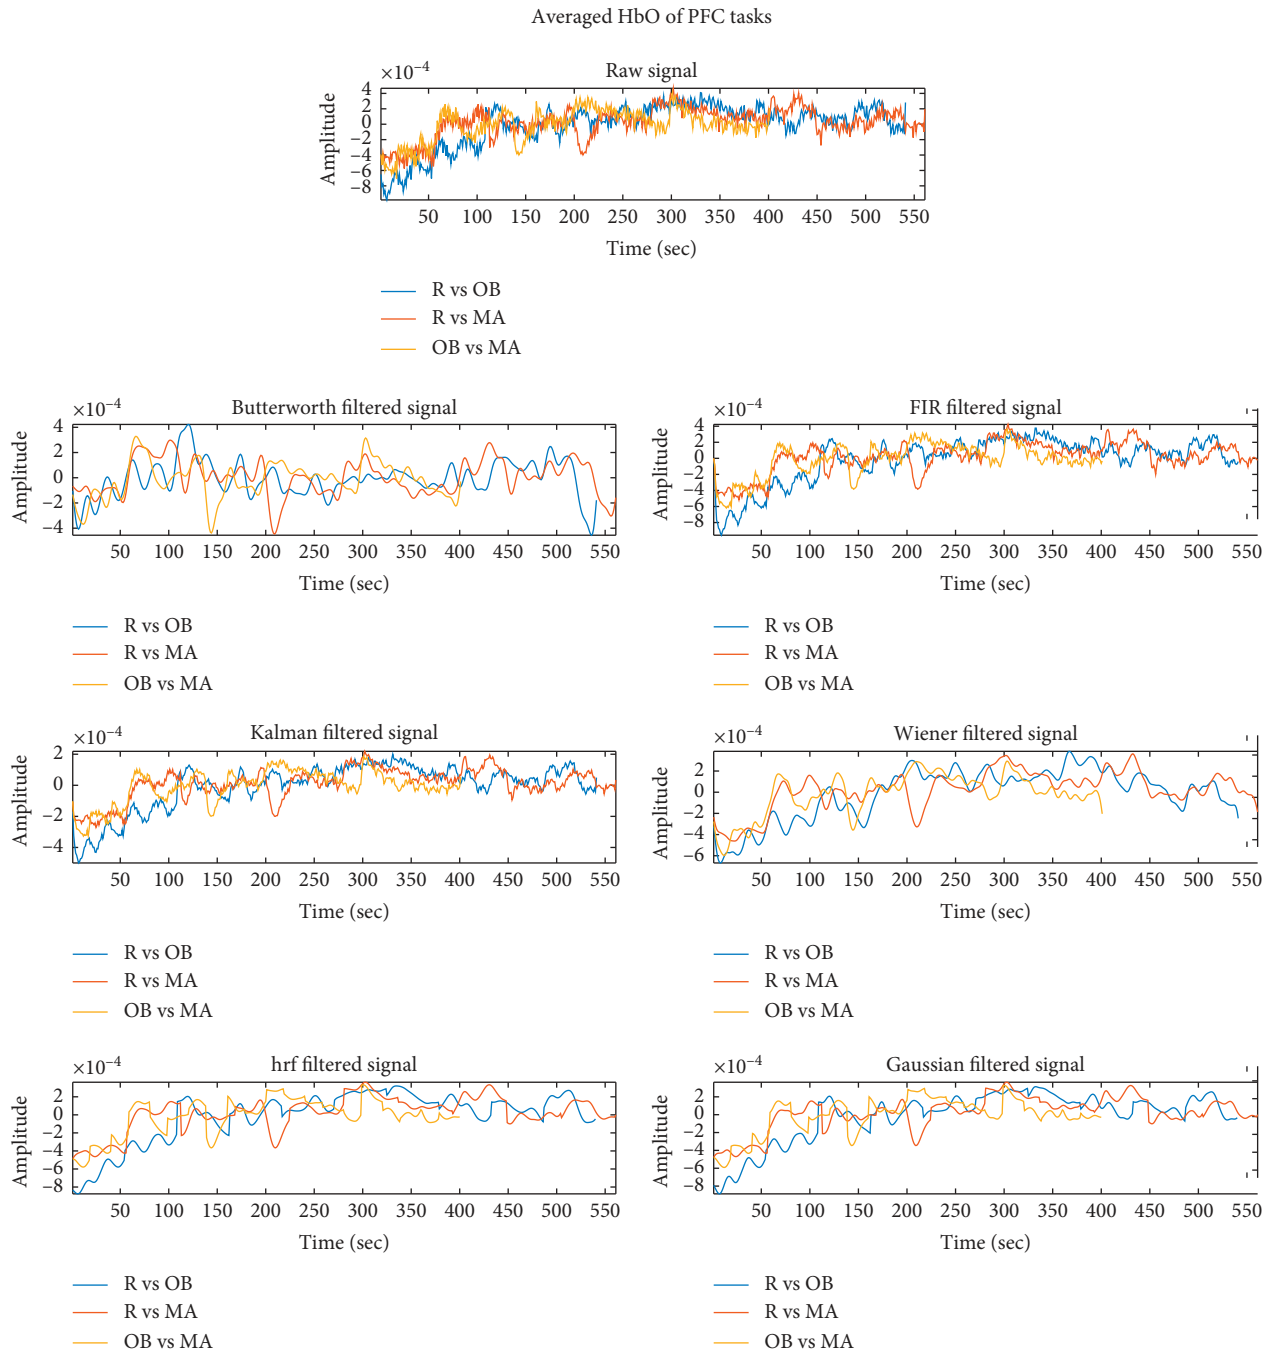 Averaged HbO of PFC tasks
Raw signal
×10⁻⁴
Amplitude
4
2
0
−2
−4
−6
−8
50 100 150 200 250 300 350 400 450 500 550
Time (sec)
R vs OB
R vs MA
OB vs MA
Butterworth filtered signal
×10⁻⁴
Amplitude
4
2
0
−2
−4
50 100 150 200 250 300 350 400 450 500 550
Time (sec)
R vs OB
R vs MA
OB vs MA
FIR filtered signal
×10⁻⁴
Amplitude
4
2
0
−2
−4
−6
−8
50 100 150 200 250 300 350 400 450 500 550
Time (sec)
R vs OB
R vs MA
OB vs MA
Kalman filtered signal
×10⁻⁴
Amplitude
2
0
−2
−4
50 100 150 200 250 300 350 400 450 500 550
Time (sec)
R vs OB
R vs MA
OB vs MA
Wiener filtered signal
×10⁻⁴
Amplitude
2
0
−2
−4
−6
50 100 150 200 250 300 350 400 450 500 550
Time (sec)
R vs OB
R vs MA
OB vs MA
hrf filtered signal
×10⁻⁴
Amplitude
2
0
−2
−4
−6
−8
50 100 150 200 250 300 350 400 450 500 550
Time (sec)
R vs OB
R vs MA
OB vs MA
Gaussian filtered signal
×10⁻⁴
Amplitude
2
0
−2
−4
−6
−8
50 100 150 200 250 300 350 400 450 500 550
Time (sec)
R vs OB
R vs MA
OB vs MA